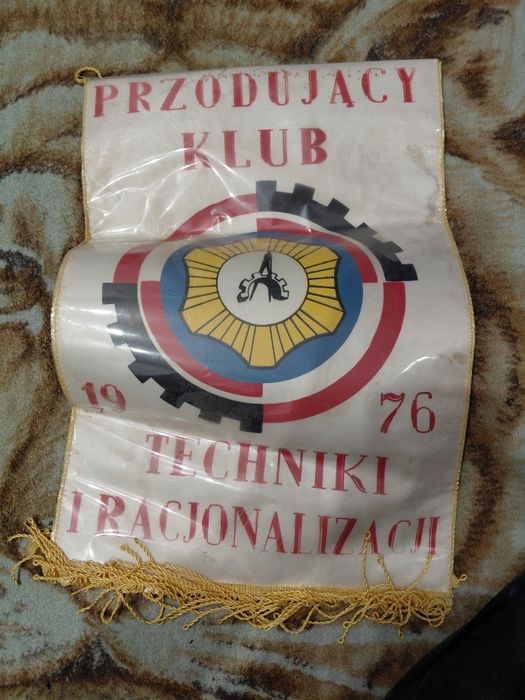 PRZODUJĄCY
KLUB
19 76
TECHNIKI
I RACJONALIZACJI